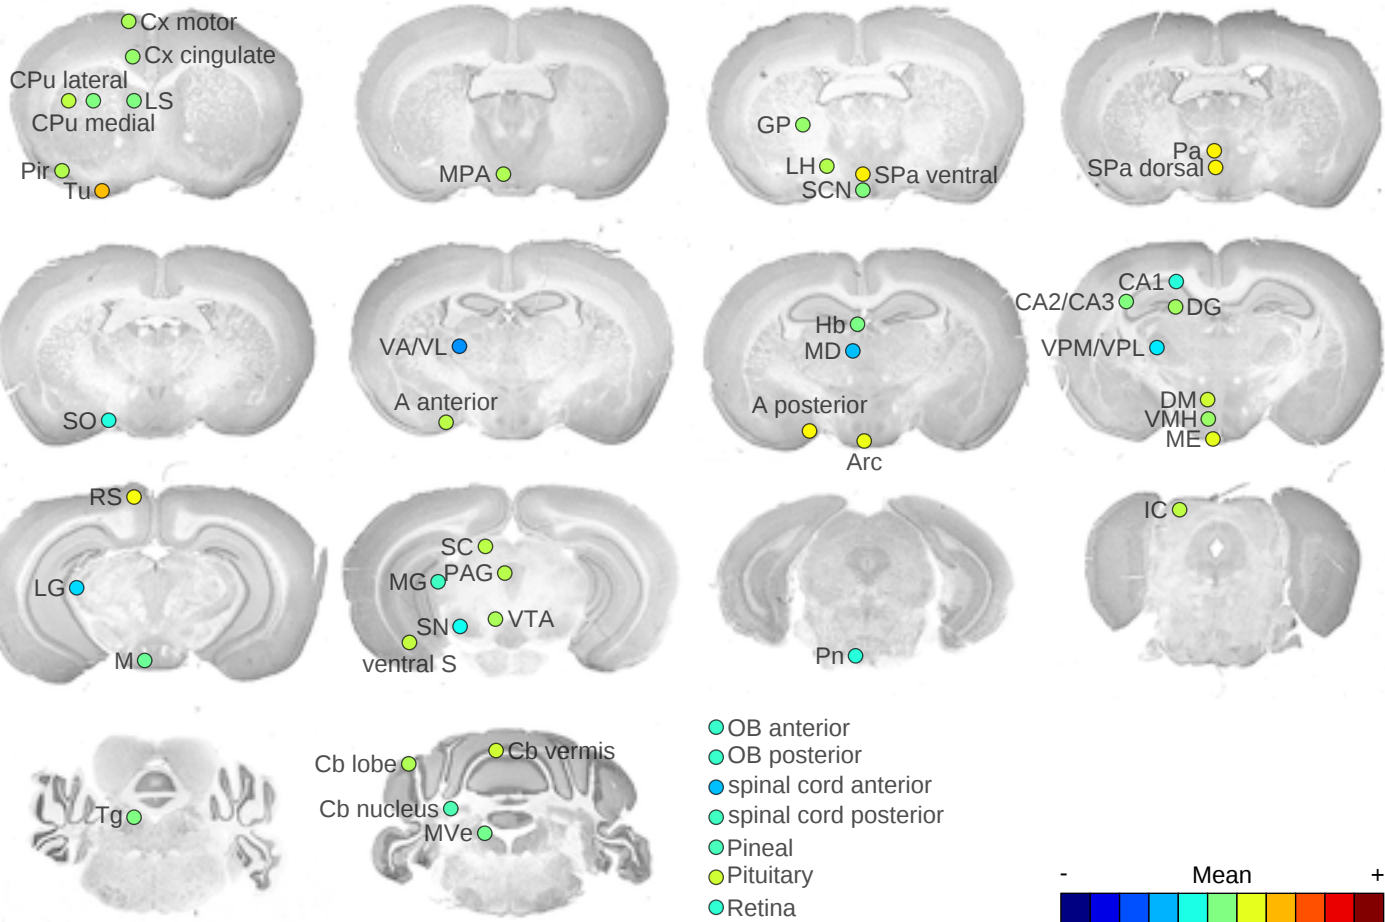 Cx motor
Cx cingulate
CPu lateral
LS
CPu medial
Pir
Tu
MPA
GP
LH
SPa ventral
SCN
Pa
SPa dorsal
SO
VA/VL
A anterior
Hb
MD
A posterior
Arc
CA1
CA2/CA3
DG
VPM/VPL
DM
VMH
ME
RS
LG
M
SC
MG
PAG
SN
VTA
ventral S
Pn
IC
Tg
Cb lobe
Cb vermis
Cb nucleus
MVe
OB anterior
OB posterior
spinal cord anterior
spinal cord posterior
Pineal
Pituitary
Retina
- Mean +